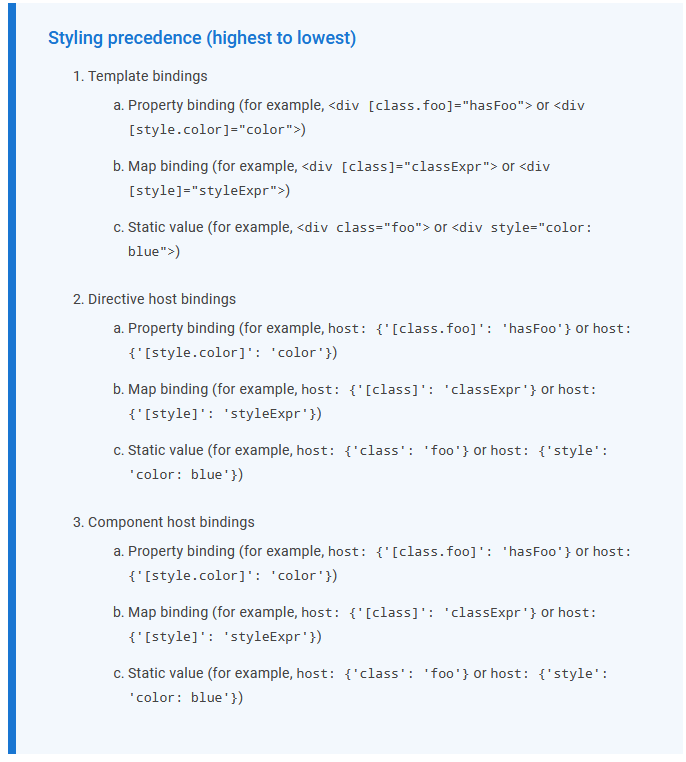 Styling precedence (highest to lowest)
1. Template bindings
a. Property binding (for example, <div [class.foo]="hasFoo"> or <div
[style.color]="color">)
b. Map binding (for example, <div [class]="classExpr"> or <div
[style]="styleExpr">)
c. Static value (for example, <div class="foo"> or <div style="color:
blue">)
2. Directive host bindings
a. Property binding (for example, host: {'[class.foo]': 'hasFoo'} or host:
{'[style.color]': 'color'})
b. Map binding (for example, host: {'[class]': 'classExpr'} or host:
{'[style]': 'styleExpr'})
c. Static value (for example, host: {'class': 'foo'} or host: {'style':
'color: blue'})
3. Component host bindings
a. Property binding (for example, host: {'[class.foo]': 'hasFoo'} or host:
{'[style.color]': 'color'})
b. Map binding (for example, host: {'[class]': 'classExpr'} or host:
{'[style]': 'styleExpr'})
c. Static value (for example, host: {'class': 'foo'} or host: {'style':
'color: blue'})